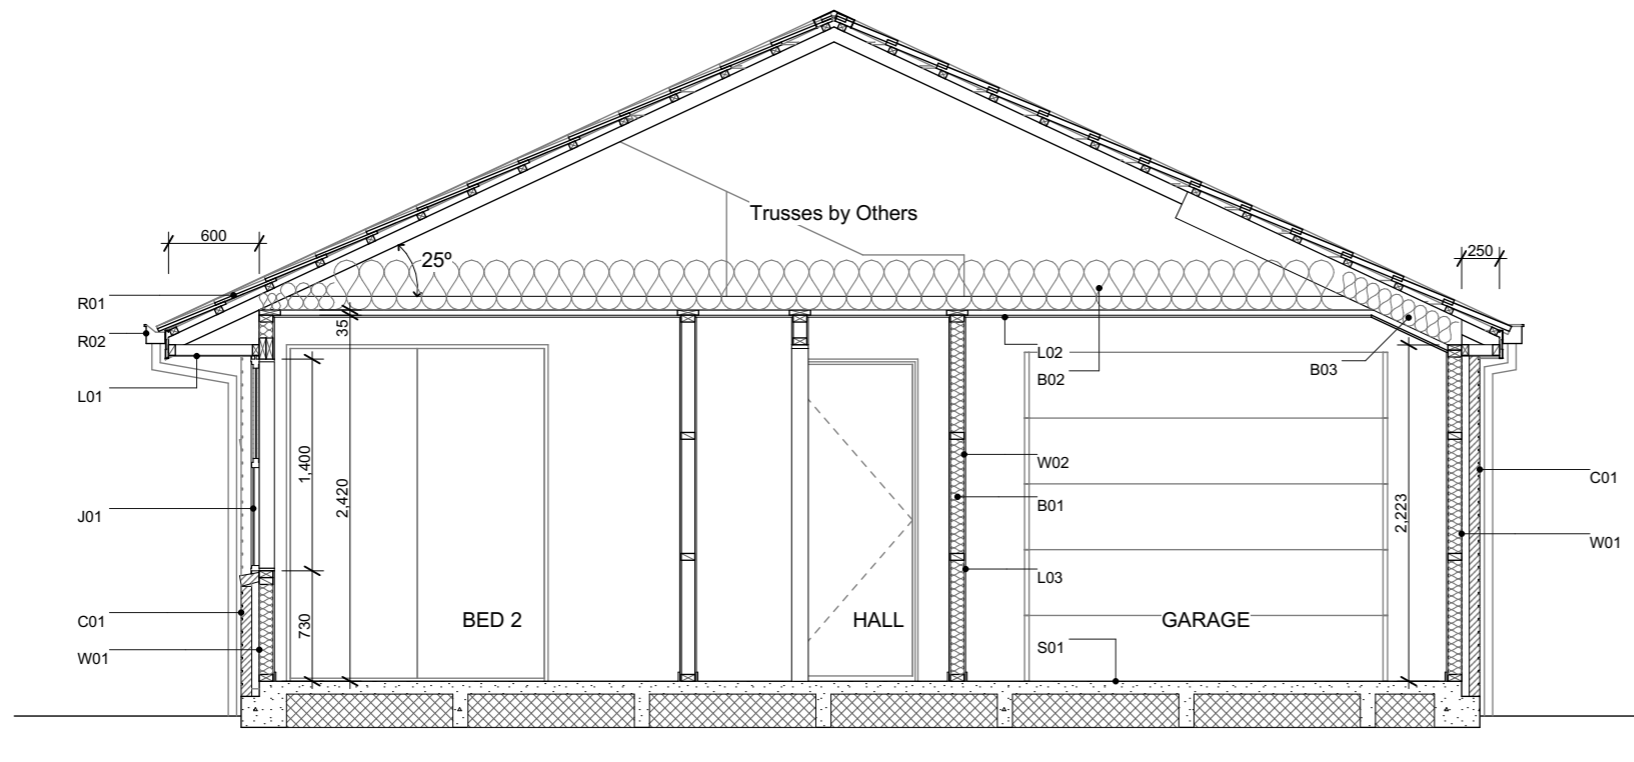 Trusses by Others
600
25º
250
R01
R02
35
L01
L02
B02
B03
1,400
2,420
W02
B01
2,223
C01
J01
W01
L03
C01
730
BED 2
HALL
GARAGE
S01
W01